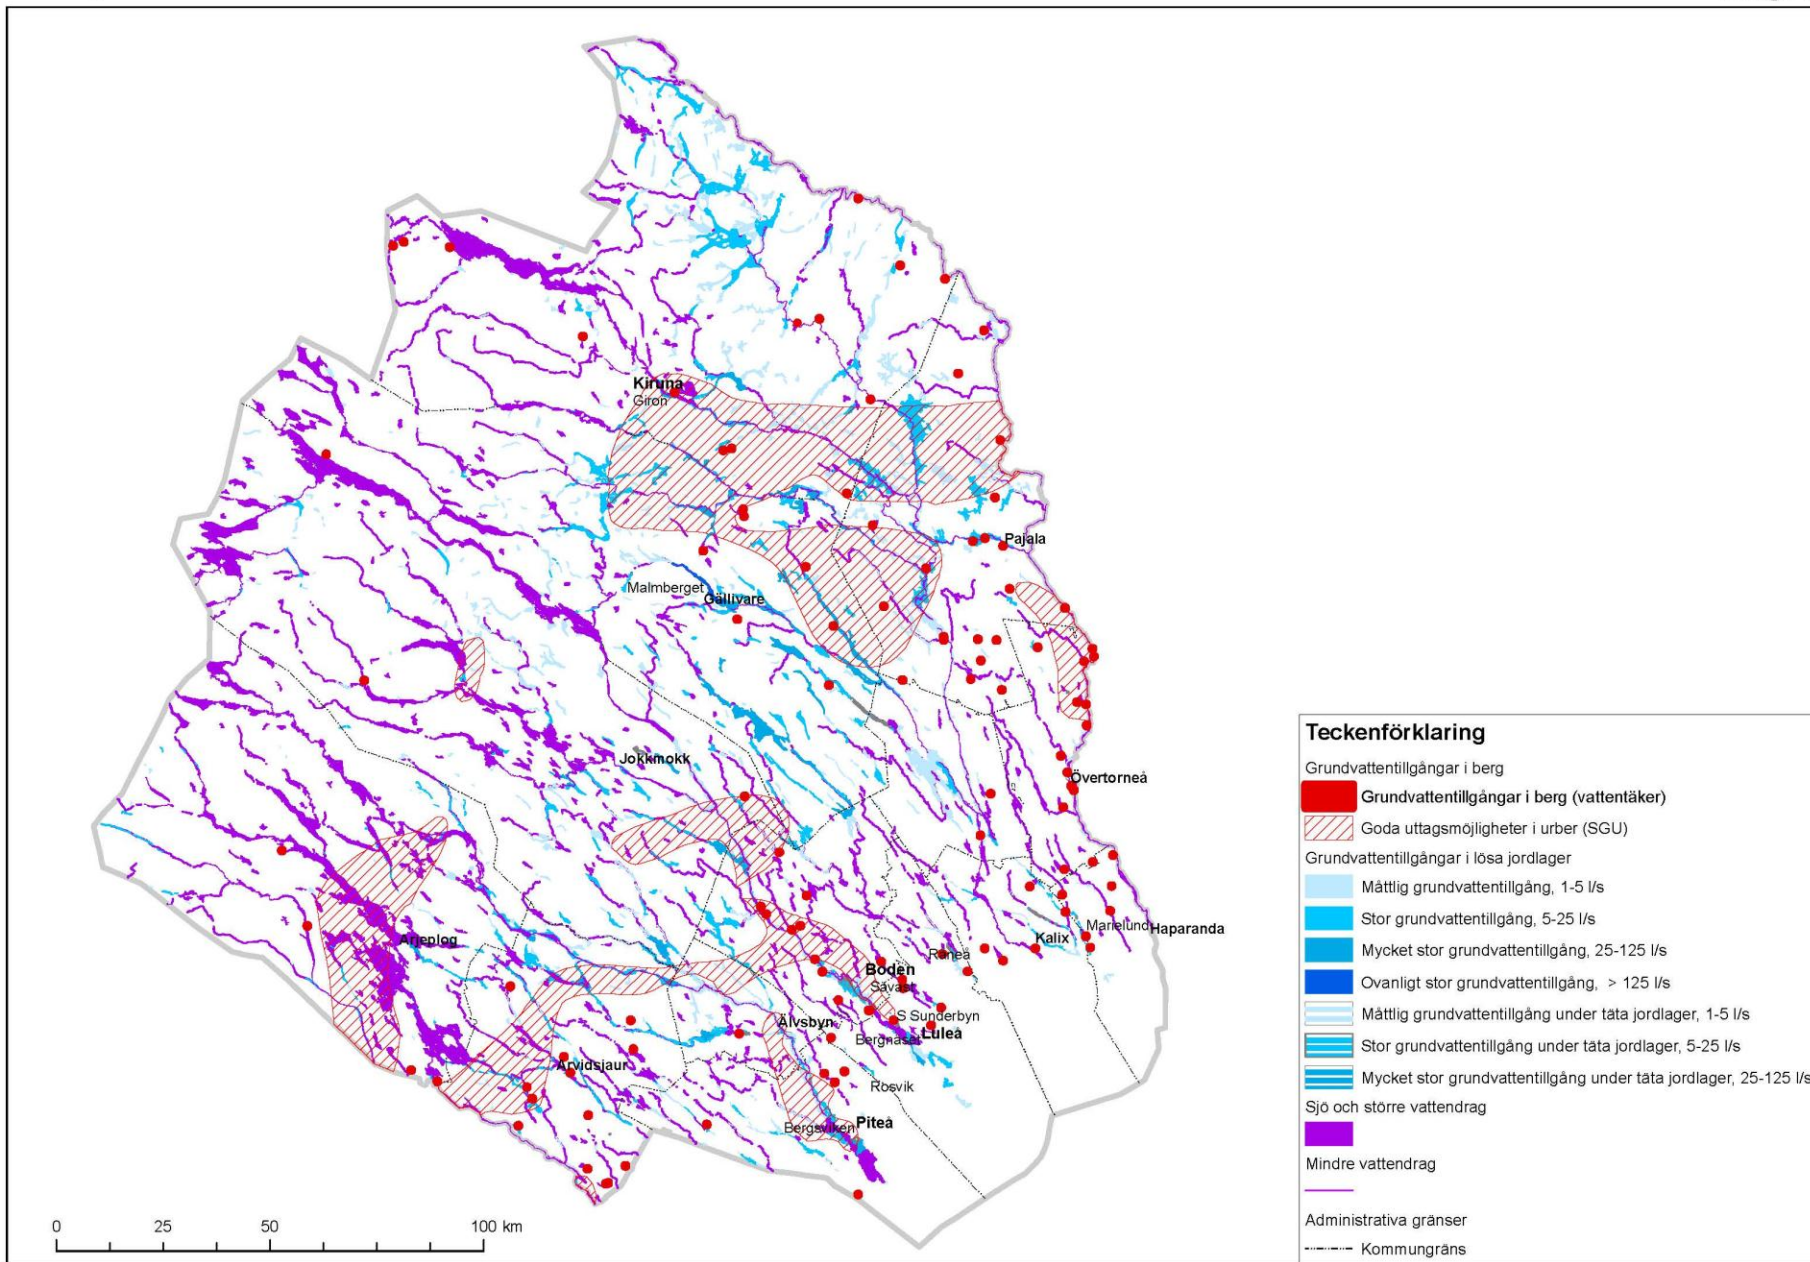 Kiruna
Giron
Pajala
Malmberget
Gällivare
Jokkmokk
Övertorneå
Arjeplog
Marielund
Haparanda
Kalix
Råneå
Boden
Sävast
S Sunderbyn
Luleå
Bergnäset
Älvsbyn
Arvidsjaur
Rosvik
Bergsviken
Piteå
0 25 50 100 km
Teckenförklaring
Grundvattentillgångar i berg
Grundvattentillgångar i berg (vattentäker)
Goda uttagsmöjligheter i urber (SGU)
Grundvattentillgångar i lösa jordlager
Måttlig grundvattentillgång, 1-5 l/s
Stor grundvattentillgång, 5-25 l/s
Mycket stor grundvattentillgång, 25-125 l/s
Ovanligt stor grundvattentillgång, > 125 l/s
Måttlig grundvattentillgång under täta jordlager, 1-5 l/s
Stor grundvattentillgång under täta jordlager, 5-25 l/s
Mycket stor grundvattentillgång under täta jordlager, 25-125 l/s
Sjö och större vattendrag
Mindre vattendrag
Administrativa gränser
Kommungräns